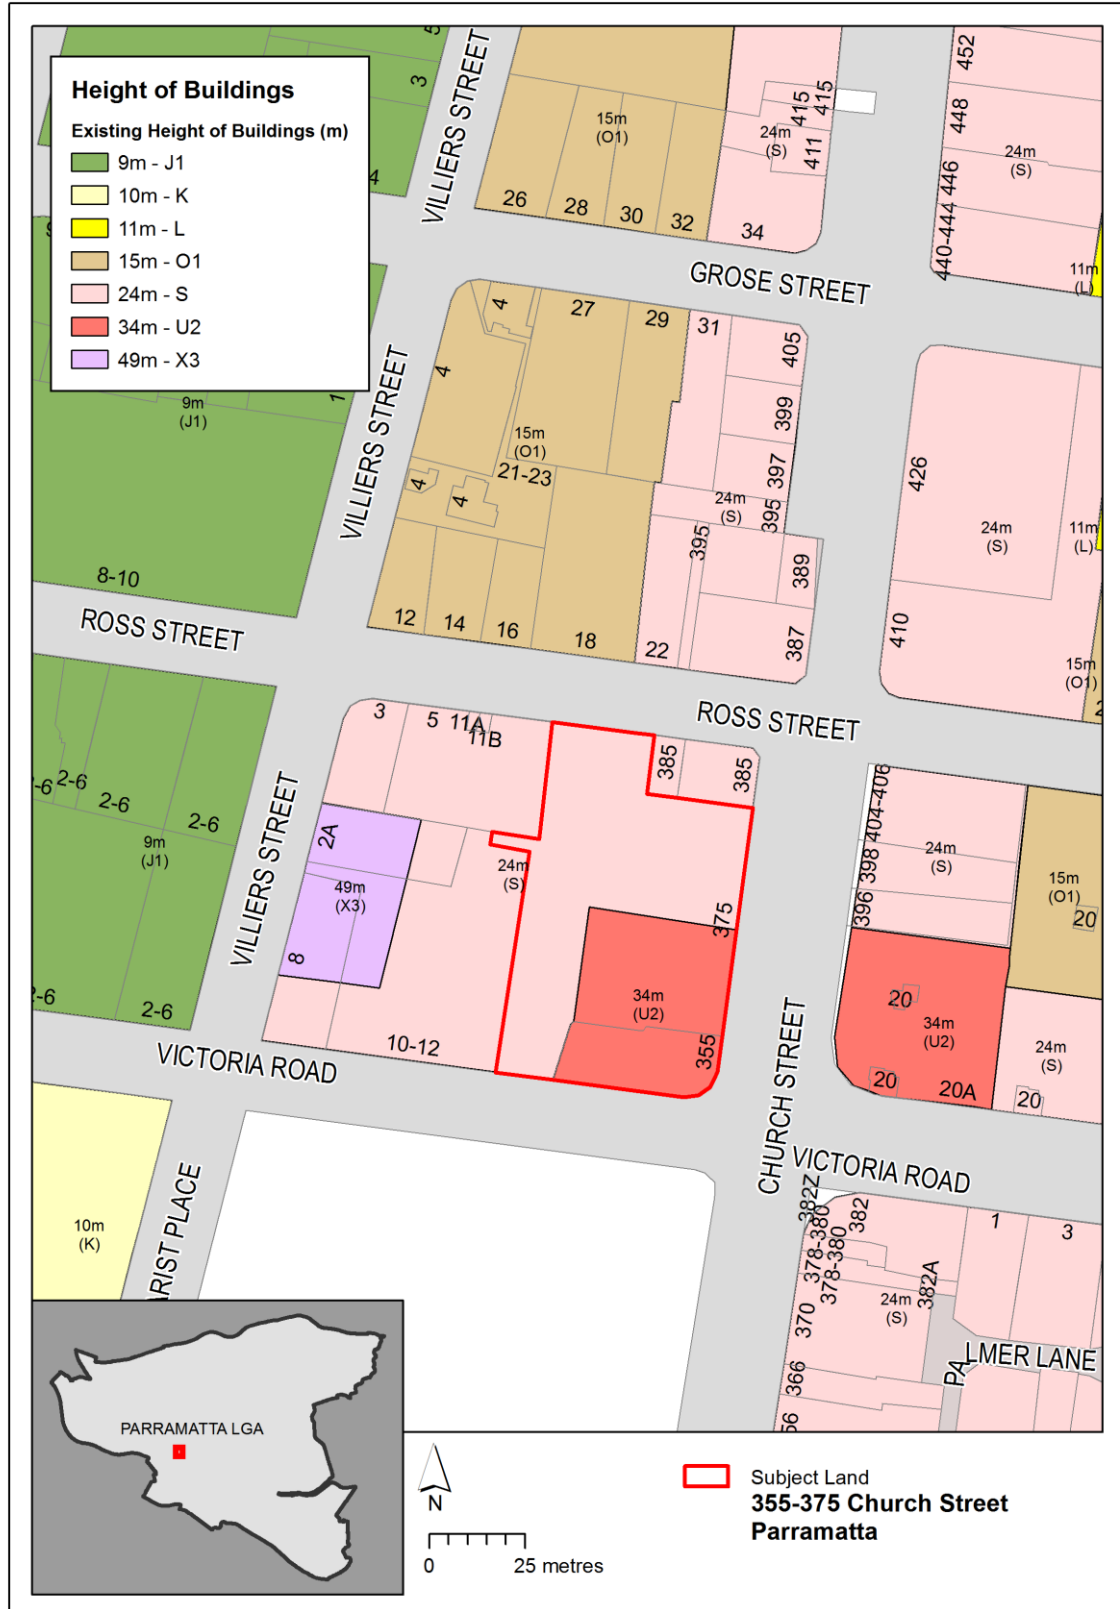 Height of Buildings
Existing Height of Buildings (m)
9m - J1
10m - K
11m - L
15m - O1
24m - S
34m - U2
49m - X3
5
3
4
1
9m
(J1)
8-10
VILLIERS STREET
15m
(O1)
26
28
30
32
34
24m
(S)
415
415
411
452
448
446
440-444
24m
(S)
11m
(L)
GROSE STREET
VILLIERS STREET
4
4
4
4
27
29
31
15m
(O1)
21-23
12
14
16
18
22
405
399
397
395
395
389
387
24m
(S)
426
410
24m
(S)
11m
(L)
15m
(O1)
2
ROSS STREET
ROSS STREET
2-6
2-6
2-6
9m
(J1)
2-6
2-6
VILLIERS STREET
3
5
11A
11B
2A
8
49m
(X3)
24m
(S)
10-12
385
385
375
34m
(U2)
355
404-406
398
396
24m
(S)
15m
(O1)
20
20
34m
(U2)
20
20A
24m
(S)
20
VICTORIA ROAD
CHURCH STREET
VICTORIA ROAD
10m
(K)
ARIST PLACE
382Z
378-380
378-380
382
370
366
56
382A
24m
(S)
1
3
PA
LMER LANE
PARRAMATTA LGA
N
0
25 metres
Subject Land
355-375 Church Street
Parramatta